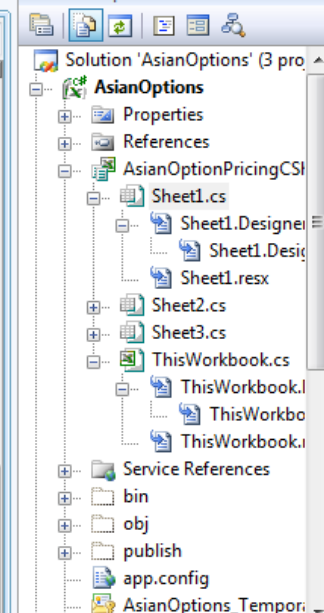 Solution 'AsianOptions' (3 proj
AsianOptions
Properties
References
AsianOptionPricingCSH
Sheet1.cs
Sheet1.Designer
Sheet1.Desig
Sheet1.resx
Sheet2.cs
Sheet3.cs
ThisWorkbook.cs
ThisWorkbook.
ThisWorkbo
ThisWorkbook.
Service References
bin
obj
publish
app.config
AsianOptions_Tempora